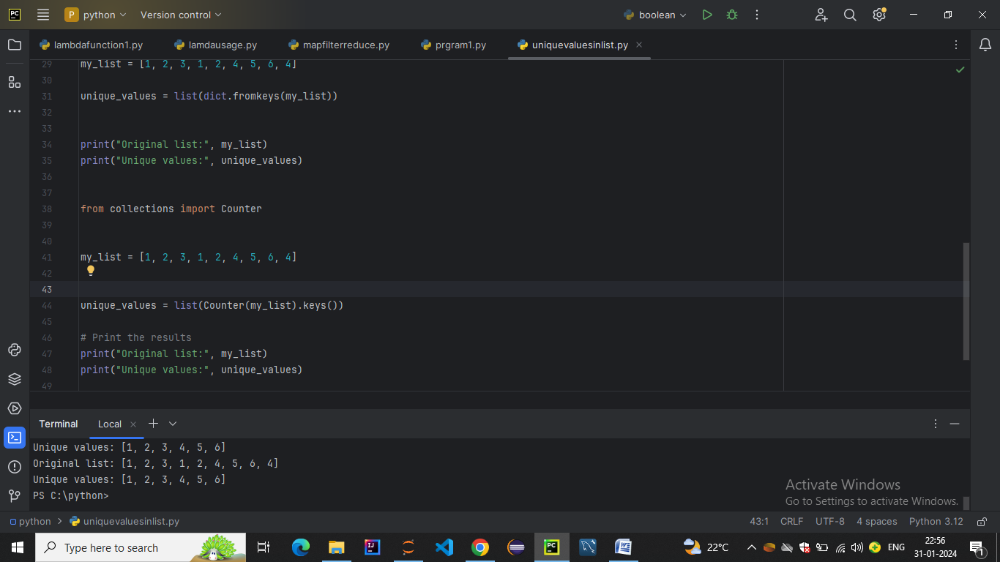 PC P python Version control boolean
lambdafunction1.py lamdausage.py mapfilterreduce.py prgram1.py uniquevaluesinlist.py
29 my_list = [1, 2, 3, 1, 2, 4, 5, 6, 4]
30
31 unique_values = list(dict.fromkeys(my_list))
32
33
34 print("Original list:", my_list)
35 print("Unique values:", unique_values)
36
37
38 from collections import Counter
39
40
41 my_list = [1, 2, 3, 1, 2, 4, 5, 6, 4]
42
43
44 unique_values = list(Counter(my_list).keys())
45
46 # Print the results
47 print("Original list:", my_list)
48 print("Unique values:", unique_values)
49
Terminal Local
Unique values: [1, 2, 3, 4, 5, 6]
Original list: [1, 2, 3, 1, 2, 4, 5, 6, 4]
Unique values: [1, 2, 3, 4, 5, 6]
PS C:\python>
Activate Windows
Go to Settings to activate Windows.
python > uniquevaluesinlist.py 43:1 CRLF UTF-8 4 spaces Python 3.12
Type here to search IJ PC W 22°C ENG 22:56
31-01-2024 1